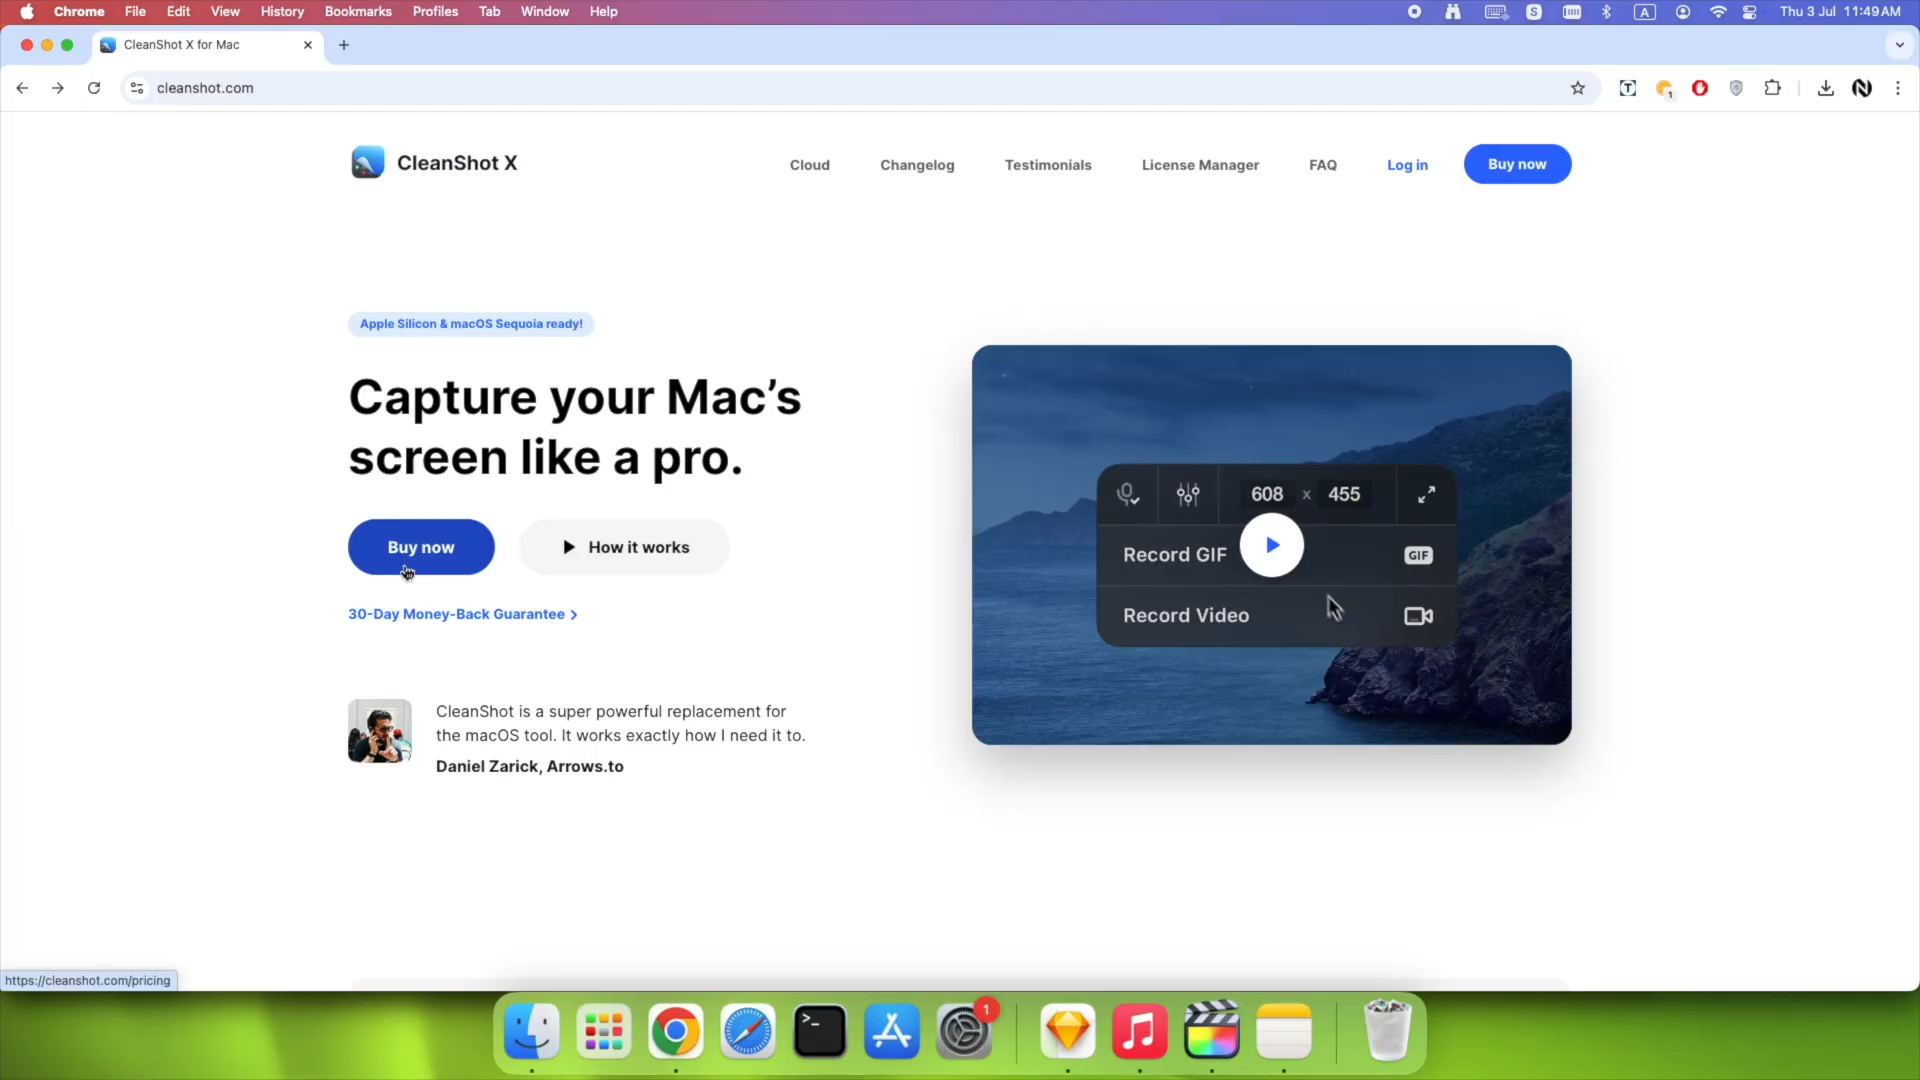 Chrome File Edit View History Bookmarks Profiles Tab Window Help
S A Thu 3 Jul 11:49 AM
CleanShot X for Mac
cleanshot.com
T 1 N
CleanShot X
Cloud Changelog Testimonials License Manager FAQ Log in Buy now
Apple Silicon & macOS Sequoia ready!
Capture your Mac’s
screen like a pro.
Buy now How it works
30-Day Money-Back Guarantee
608 x 455
Record GIF GIF
Record Video
CleanShot is a super powerful replacement for
the macOS tool. It works exactly how I need it to.
Daniel Zarick, Arrows.to
https://cleanshot.com/pricing
>_ 1